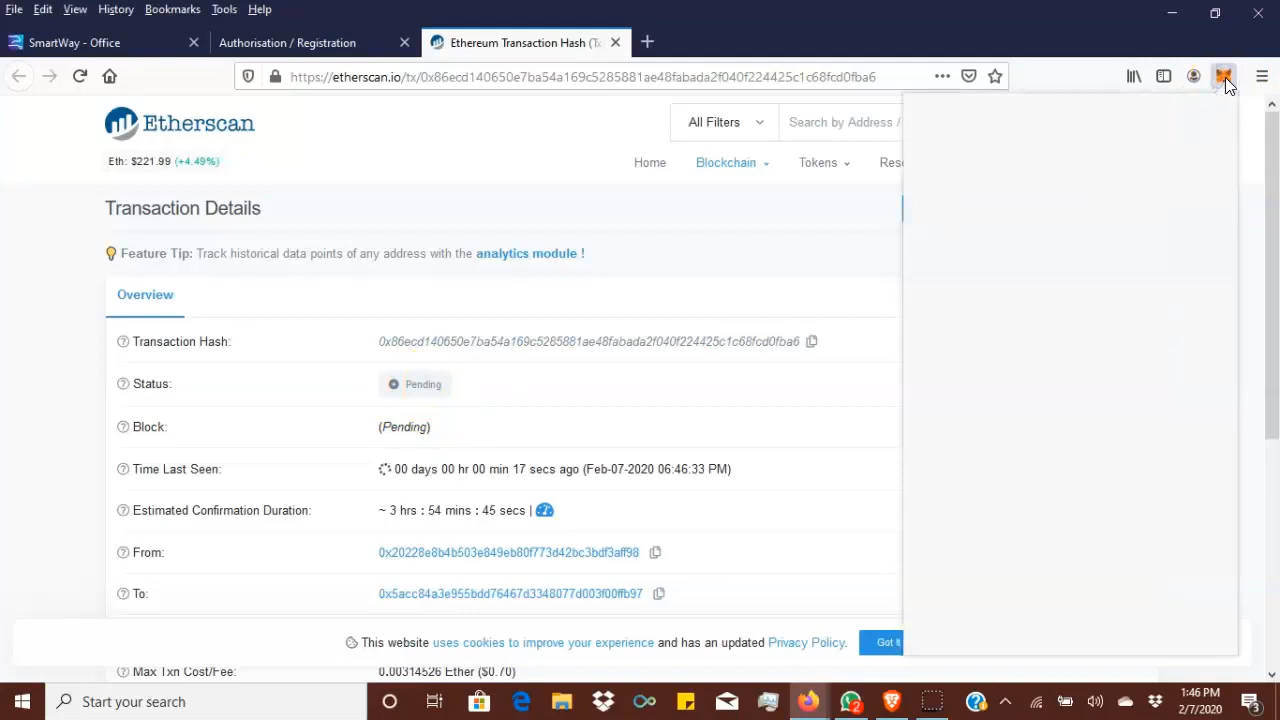 File Edit View History Bookmarks Tools Help
SmartWay - Office
Authorisation / Registration
Ethereum Transaction Hash (Tx
https://etherscan.io/tx/0x86ecd140650e7ba54a169c5285881ae48fabada2f040f224425c1c68fcd0fba6
Etherscan
All Filters
Search by Address /
Eth: $221.99 (+4.49%)
Home Blockchain Tokens Reso
Transaction Details
Feature Tip: Track historical data points of any address with the analytics module !
Overview
Transaction Hash: 0x86ecd140650e7ba54a169c5285881ae48fabada2f040f224425c1c68fcd0fba6
Status: Pending
Block: (Pending)
Time Last Seen: 00 days 00 hr 00 min 17 secs ago (Feb-07-2020 06:46:33 PM)
Estimated Confirmation Duration: ~ 3 hrs : 54 mins : 45 secs |
From: 0x20228e8b4b503e849eb80f773d42bc3bdf3aff98
To: 0x5acc84a3e955bdd76467d3348077d003f00ffb97
This website uses cookies to improve your experience and has an updated Privacy Policy. Got It
Max Txn Cost/Fee: 0.00314526 Ether ($0.70)
Start your search
2
1:46 PM
2/7/2020
3